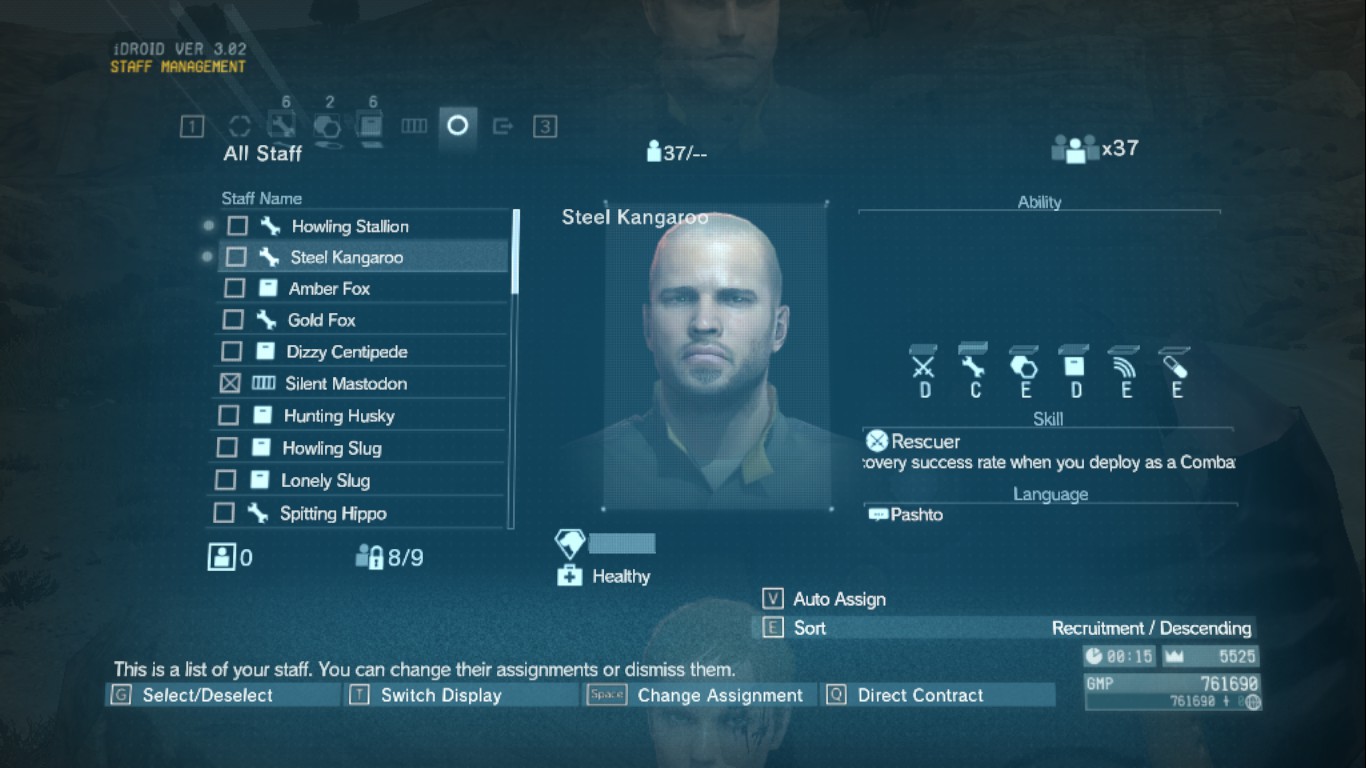 iDROID VER 3.02
STAFF MANAGEMENT
6 2 6
1 3
All Staff
37/--
x37
Staff Name
Howling Stallion
Steel Kangaroo
Amber Fox
Gold Fox
Dizzy Centipede
Silent Mastodon
Hunting Husky
Howling Slug
Lonely Slug
Spitting Hippo
0 8/9
Steel Kangaroo
Healthy
Ability
D C E D E E
Skill
Rescuer
overy success rate when you deploy as a Comba
Language
Pashto
V Auto Assign
E Sort Recruitment / Descending
00:15 5525
GMP 761690
761690 + 0
This is a list of your staff. You can change their assignments or dismiss them.
G Select/Deselect T Switch Display Space Change Assignment Q Direct Contract